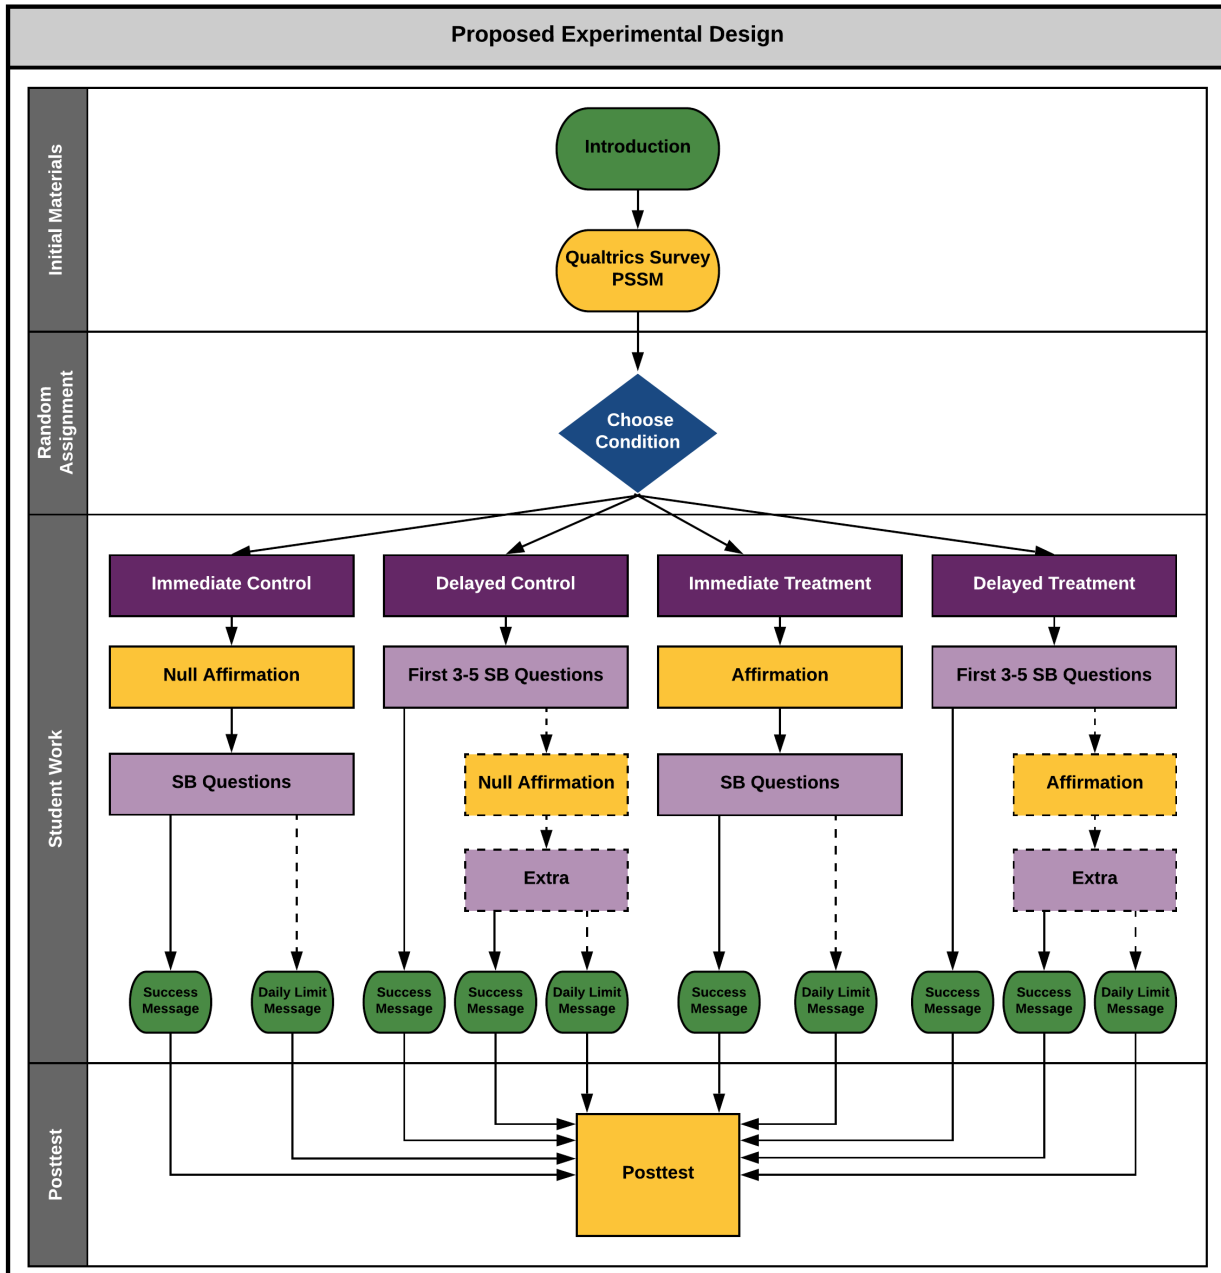 Proposed Experimental Design
Initial Materials
Introduction
Qualtrics Survey
PSSM
Random
Assignment
Choose
Condition
Student Work
Immediate Control
Delayed Control
Immediate Treatment
Delayed Treatment
Null Affirmation
First 3-5 SB Questions
Affirmation
First 3-5 SB Questions
SB Questions
Null Affirmation
SB Questions
Affirmation
Extra
Extra
Success
Message
Daily Limit
Message
Success
Message
Success
Message
Daily Limit
Message
Success
Message
Daily Limit
Message
Success
Message
Success
Message
Daily Limit
Message
Posttest
Posttest